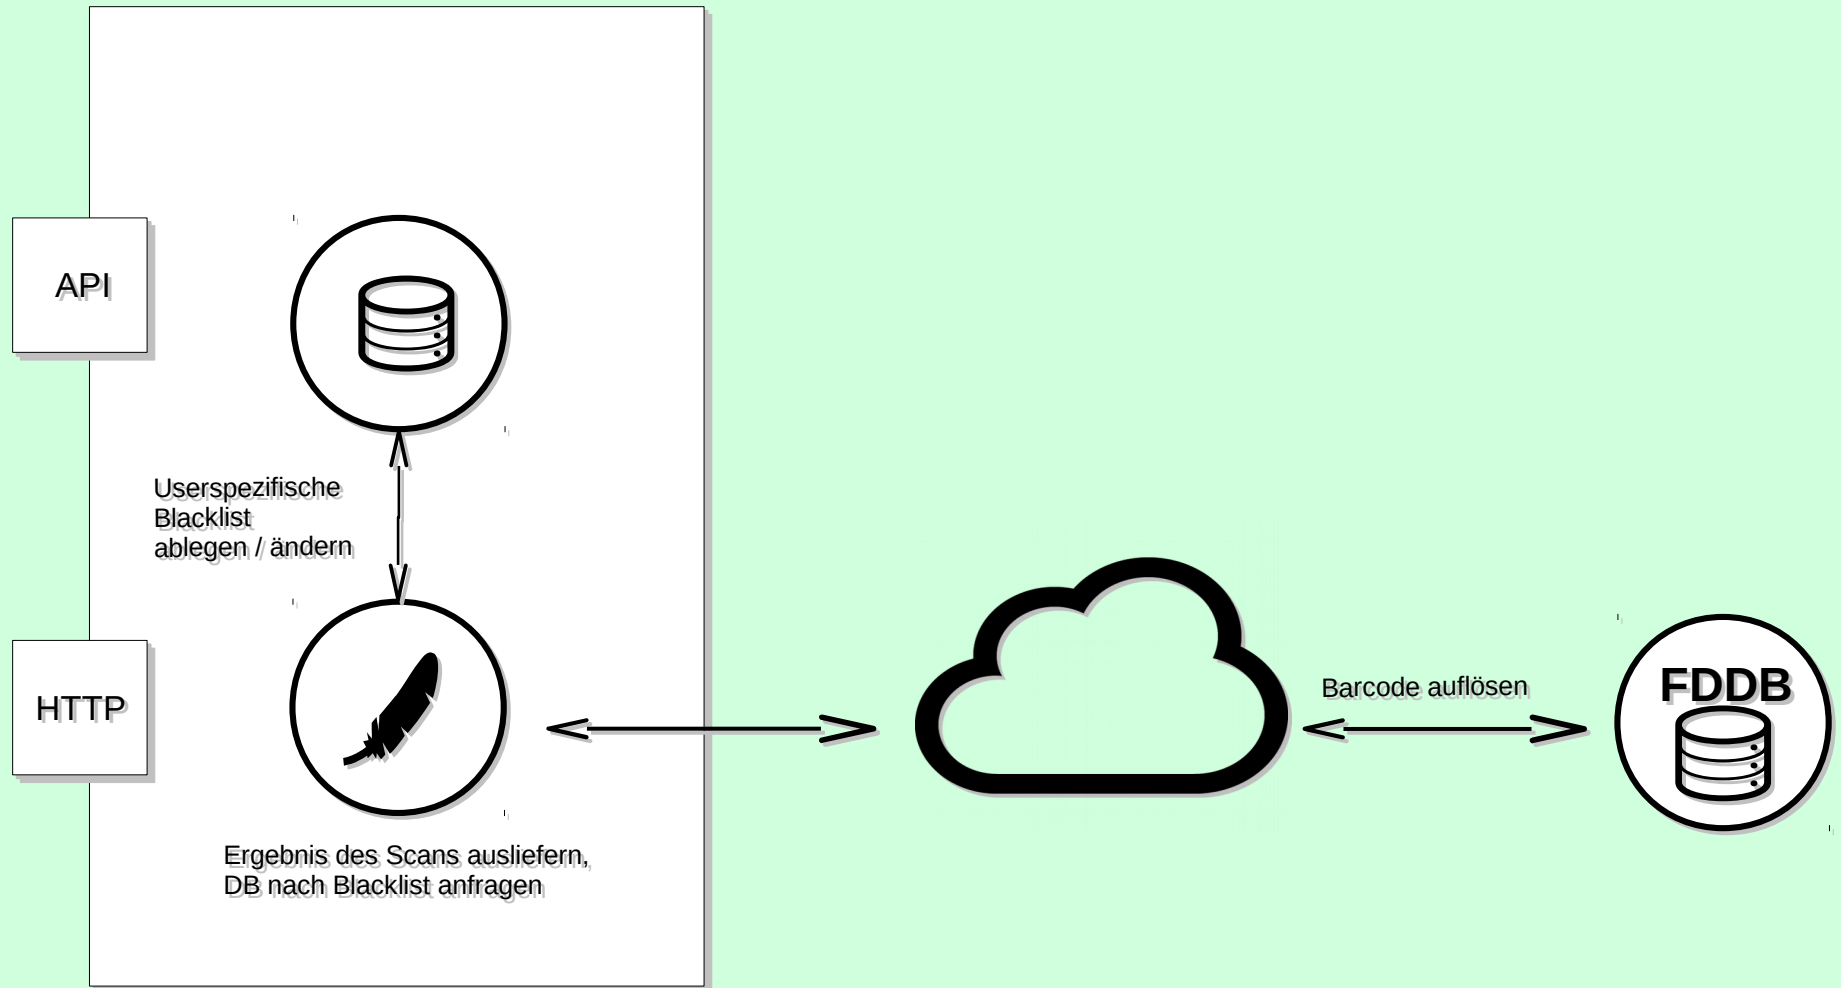 API
Userspezifische
Blacklist
ablegen / ändern
HTTP
Ergebnis des Scans ausliefern,
DB nach Blacklist anfragen
Barcode auflösen
FDDB